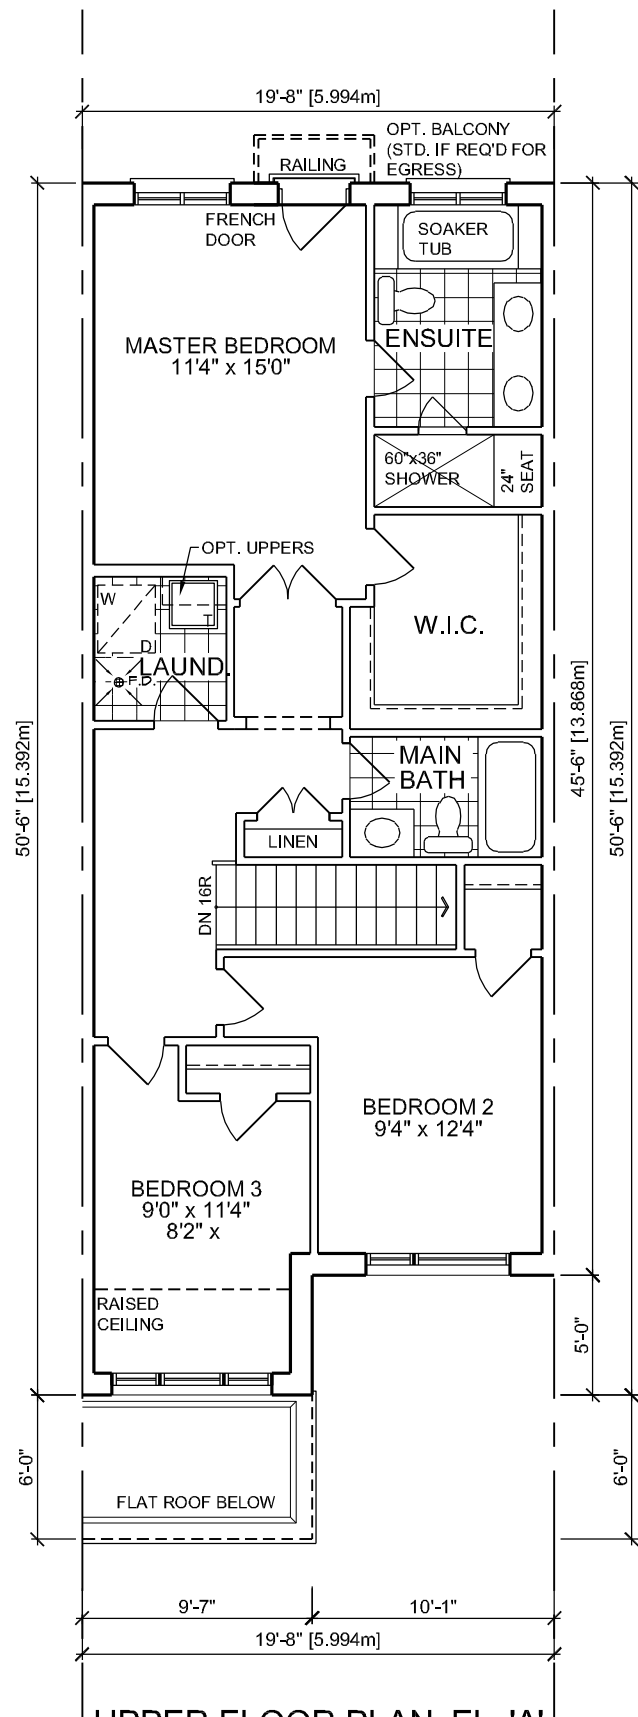 19'-8" [5.994m]
OPT. BALCONY
(STD. IF REQ'D FOR
EGRESS)
RAILING
FRENCH
DOOR
SOAKER
TUB
MASTER BEDROOM
11'4" x 15'0"
ENSUITE
60"x36"
SHOWER
24"
SEAT
OPT. UPPERS
W
T
D
LAUND.
F.D.
W.I.C.
MAIN
BATH
LINEN
DN 16R
50'-6" [15.392m]
45'-6" [13.868m]
50'-6" [15.392m]
BEDROOM 2
9'4" x 12'4"
BEDROOM 3
9'0" x 11'4"
8'2" x
RAISED
CEILING
5'-0"
6'-0"
6'-0"
FLAT ROOF BELOW
9'-7"
10'-1"
19'-8" [5.994m]
UPPER FLOOR PLAN, EL. 'A'